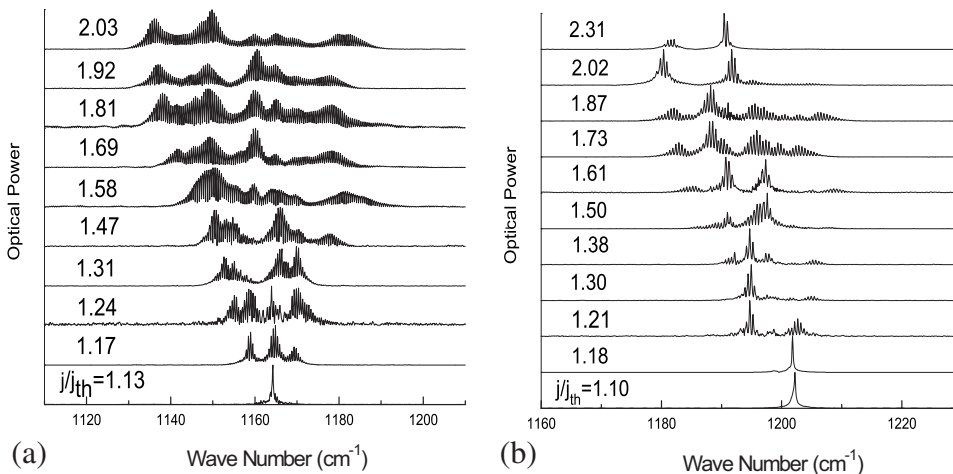 2.03
1.92
1.81
1.69
1.58
1.47
1.31
1.24
1.17
j/jth=1.13
Optical Power
1120 1140 1160 1180 1200
(a) Wave Number (cm-1)
2.31
2.02
1.87
1.73
1.61
1.50
1.38
1.30
1.21
1.18
j/jth=1.10
Optical Power
1160 1180 1200 1220
(b) Wave Number (cm-1)